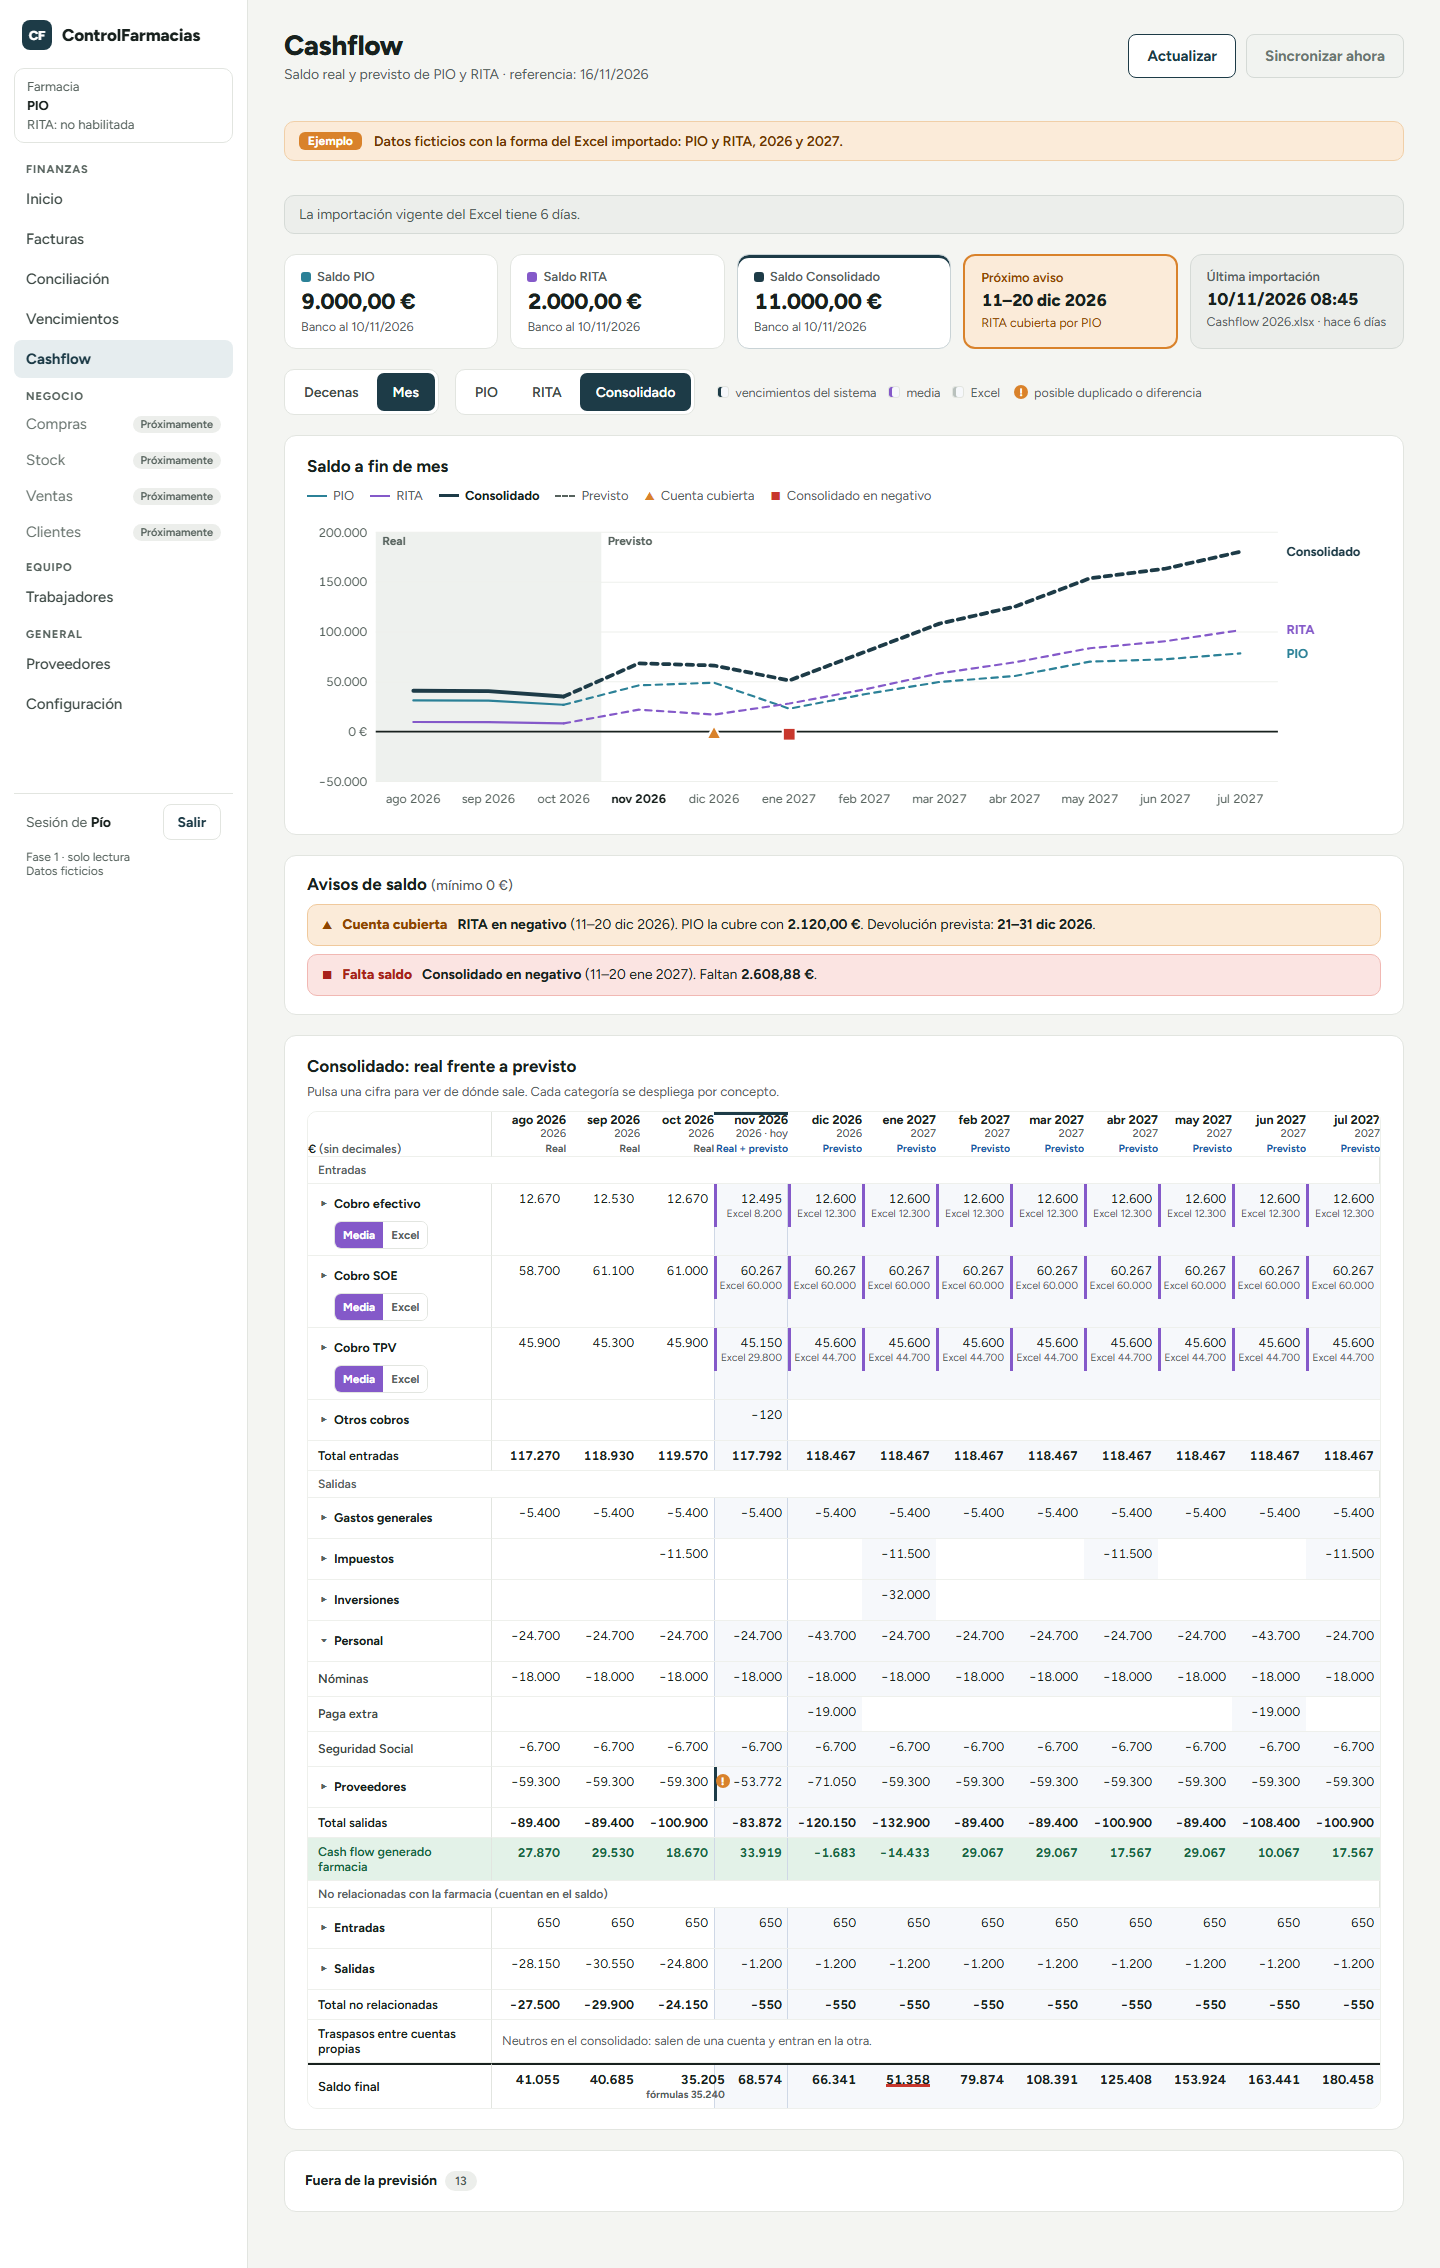 CF ControlFarmacias
Farmacia
PIO
RITA: no habilitada
FINANZAS
Inicio
Facturas
Conciliación
Vencimientos
Cashflow
NEGOCIO
Compras Próximamente
Stock Próximamente
Ventas Próximamente
Clientes Próximamente
EQUIPO
Trabajadores
GENERAL
Proveedores
Configuración
Sesión de Pío Salir
Fase 1 · solo lectura
Datos ficticios
Cashflow
Saldo real y previsto de PIO y RITA · referencia: 16/11/2026
Actualizar Sincronizar ahora
Ejemplo Datos ficticios con la forma del Excel importado: PIO y RITA, 2026 y 2027.
La importación vigente del Excel tiene 6 días.
Saldo PIO
9.000,00 €
Banco al 10/11/2026
Saldo RITA
2.000,00 €
Banco al 10/11/2026
Saldo Consolidado
11.000,00 €
Banco al 10/11/2026
Próximo aviso
11–20 dic 2026
RITA cubierta por PIO
Última importación
10/11/2026 08:45
Cashflow 2026.xlsx · hace 6 días
Decenas Mes PIO RITA Consolidado vencimientos del sistema media Excel ! posible duplicado o diferencia
Saldo a fin de mes
PIO RITA Consolidado Previsto Cuenta cubierta Consolidado en negativo
200.000
150.000
100.000
50.000
0 €
−50.000
Real Previsto
Consolidado
RITA
PIO
ago 2026 sep 2026 oct 2026 nov 2026 dic 2026 ene 2027 feb 2027 mar 2027 abr 2027 may 2027 jun 2027 jul 2027
Avisos de saldo (mínimo 0 €)
Cuenta cubierta RITA en negativo (11–20 dic 2026). PIO la cubre con 2.120,00 €. Devolución prevista: 21–31 dic 2026.
Falta saldo Consolidado en negativo (11–20 ene 2027). Faltan 2.608,88 €.
Consolidado: real frente a previsto
Pulsa una cifra para ver de dónde sale. Cada categoría se despliega por concepto.
ago 2026 sep 2026 oct 2026 nov 2026 dic 2026 ene 2027 feb 2027 mar 2027 abr 2027 may 2027 jun 2027 jul 2027
2026 2026 2026 2026 · hoy 2026 2027 2027 2027 2027 2027 2027 2027
€ (sin decimales) Real Real Real Real + previsto Previsto Previsto Previsto Previsto Previsto Previsto Previsto Previsto
Entradas
Cobro efectivo 12.670 12.530 12.670 12.495 12.600 12.600 12.600 12.600 12.600 12.600 12.600 12.600
Excel 8.200 Excel 12.300 Excel 12.300 Excel 12.300 Excel 12.300 Excel 12.300 Excel 12.300 Excel 12.300 Excel 12.300
Media Excel
Cobro SOE 58.700 61.100 61.000 60.267 60.267 60.267 60.267 60.267 60.267 60.267 60.267 60.267
Excel 60.000 Excel 60.000 Excel 60.000 Excel 60.000 Excel 60.000 Excel 60.000 Excel 60.000 Excel 60.000 Excel 60.000
Media Excel
Cobro TPV 45.900 45.300 45.900 45.150 45.600 45.600 45.600 45.600 45.600 45.600 45.600 45.600
Excel 29.800 Excel 44.700 Excel 44.700 Excel 44.700 Excel 44.700 Excel 44.700 Excel 44.700 Excel 44.700 Excel 44.700
Media Excel
Otros cobros −120
Total entradas 117.270 118.930 119.570 117.792 118.467 118.467 118.467 118.467 118.467 118.467 118.467 118.467
Salidas
Gastos generales −5.400 −5.400 −5.400 −5.400 −5.400 −5.400 −5.400 −5.400 −5.400 −5.400 −5.400 −5.400
Impuestos −11.500 −11.500 −11.500 −11.500
Inversiones −32.000
Personal −24.700 −24.700 −24.700 −24.700 −43.700 −24.700 −24.700 −24.700 −24.700 −24.700 −43.700 −24.700
Nóminas −18.000 −18.000 −18.000 −18.000 −18.000 −18.000 −18.000 −18.000 −18.000 −18.000 −18.000 −18.000
Paga extra −19.000 −19.000
Seguridad Social −6.700 −6.700 −6.700 −6.700 −6.700 −6.700 −6.700 −6.700 −6.700 −6.700 −6.700 −6.700
Proveedores −59.300 −59.300 −59.300 ! −53.772 −71.050 −59.300 −59.300 −59.300 −59.300 −59.300 −59.300 −59.300
Total salidas −89.400 −89.400 −100.900 −83.872 −120.150 −132.900 −89.400 −89.400 −100.900 −89.400 −108.400 −100.900
Cash flow generado farmacia 27.870 29.530 18.670 33.919 −1.683 −14.433 29.067 29.067 17.567 29.067 10.067 17.567
No relacionadas con la farmacia (cuentan en el saldo)
Entradas 650 650 650 650 650 650 650 650 650 650 650 650
Salidas −28.150 −30.550 −24.800 −1.200 −1.200 −1.200 −1.200 −1.200 −1.200 −1.200 −1.200 −1.200
Total no relacionadas −27.500 −29.900 −24.150 −550 −550 −550 −550 −550 −550 −550 −550 −550
Traspasos entre cuentas propias Neutros en el consolidado: salen de una cuenta y entran en la otra.
Saldo final 41.055 40.685 35.205 68.574 66.341 51.358 79.874 108.391 125.408 153.924 163.441 180.458
fórmulas 35.240
Fuera de la previsión 13